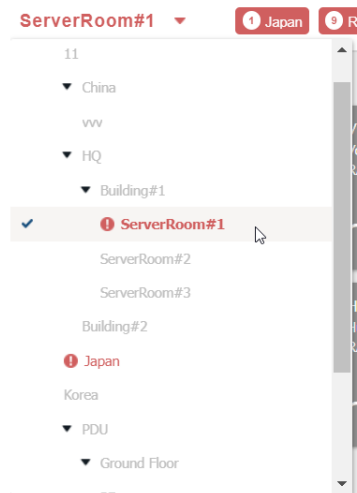 ServerRoom#1
1 Japan
9
11
China
vvv
HQ
Building#1
ServerRoom#1
ServerRoom#2
ServerRoom#3
Building#2
Japan
Korea
PDU
Ground Floor